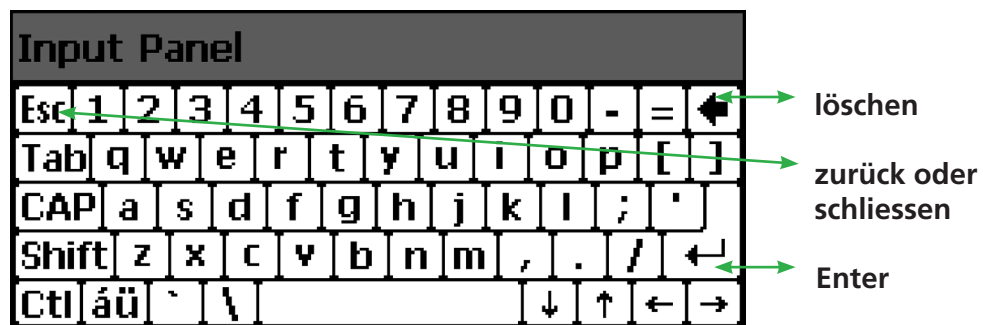 Input Panel
Esc 1 2 3 4 5 6 7 8 9 0 - = ←
löschen
Tab q w e r t y u i o p [ ]
zurück oder
schliessen
CAP a s d f g h j k l ; '
Shift z x c v b n m , . / ↵
Enter
Ctl áü ` \ ↓ ↑ ← →